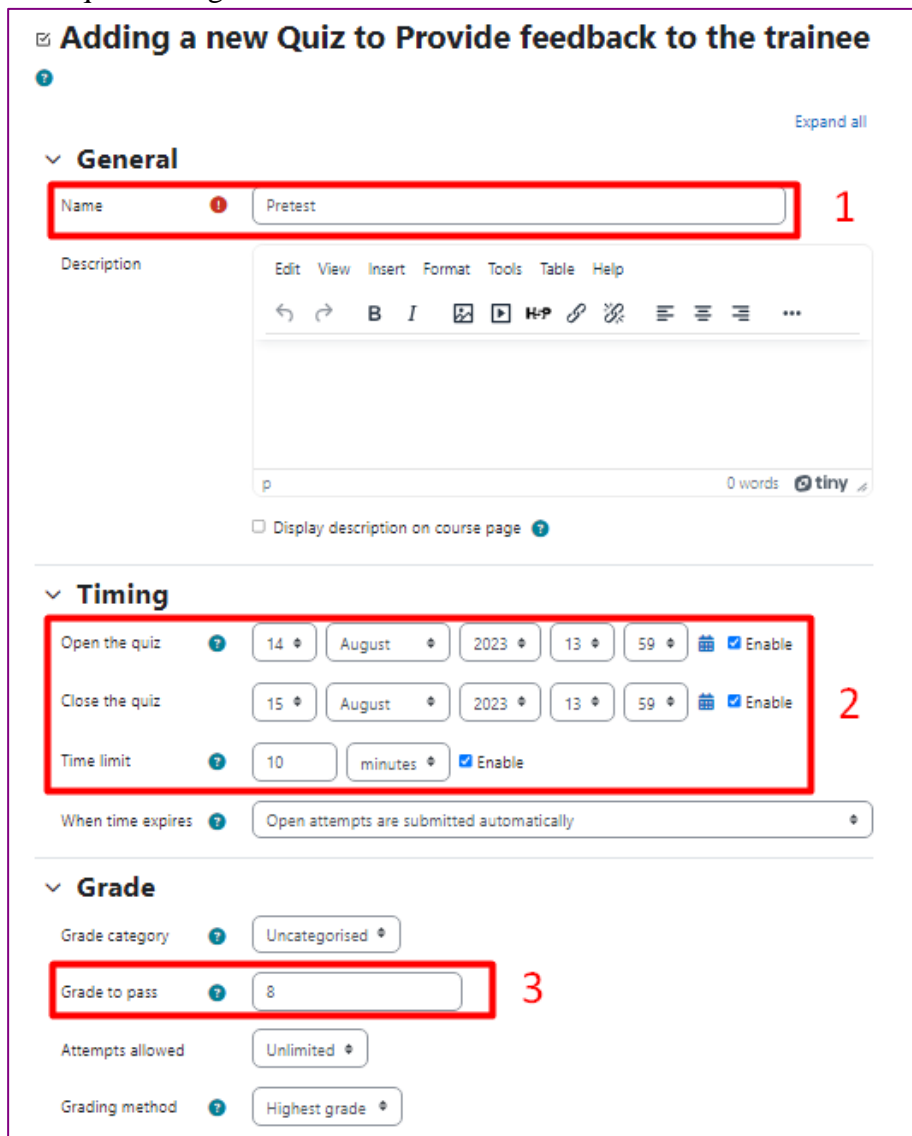 Adding a new Quiz to Provide feedback to the trainee
Expand all
General
Name Pretest 1
Description Edit View Insert Format Tools Table Help
B I H-P
p 0 words tiny
Display description on course page
Timing
Open the quiz 14 August 2023 13 59 Enable
Close the quiz 15 August 2023 13 59 Enable 2
Time limit 10 minutes Enable
When time expires Open attempts are submitted automatically
Grade
Grade category Uncategorised
Grade to pass 8 3
Attempts allowed Unlimited
Grading method Highest grade